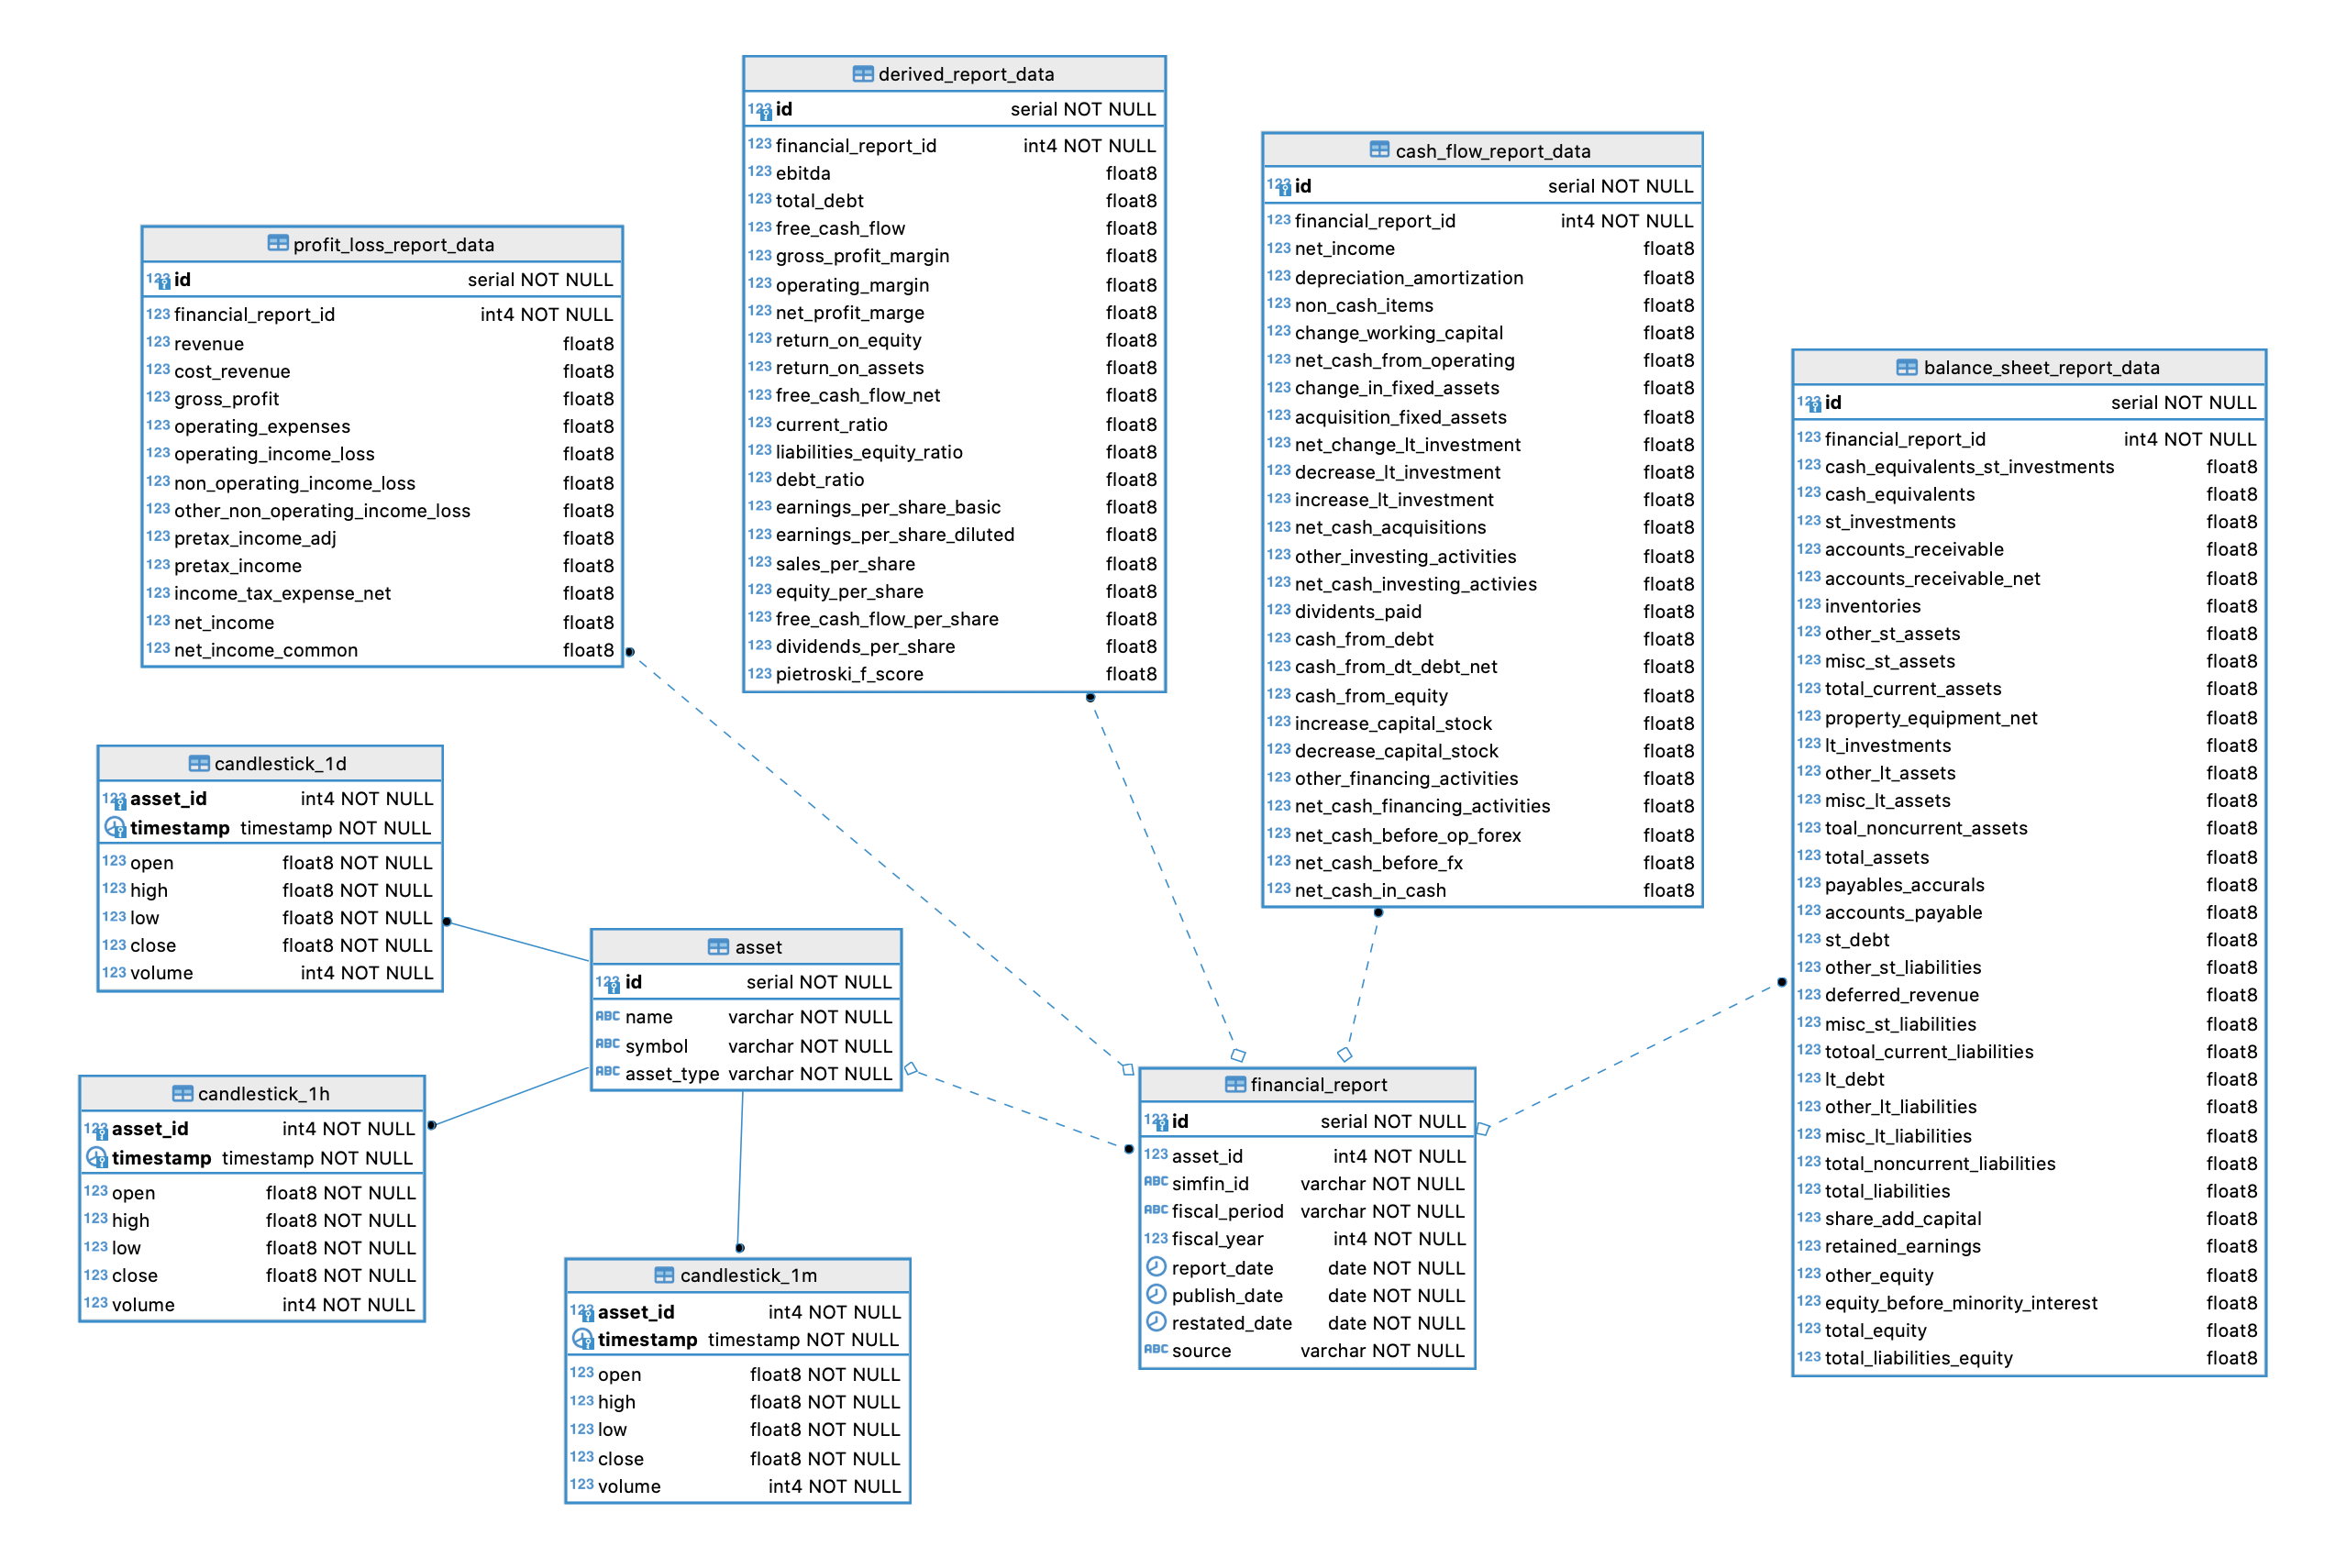 derived_report_data
123 id serial NOT NULL
123 financial_report_id int4 NOT NULL
123 ebitda float8
123 total_debt float8
123 free_cash_flow float8
123 gross_profit_margin float8
123 operating_margin float8
123 net_profit_marge float8
123 return_on_equity float8
123 return_on_assets float8
123 free_cash_flow_net float8
123 current_ratio float8
123 liabilities_equity_ratio float8
123 debt_ratio float8
123 earnings_per_share_basic float8
123 earnings_per_share_diluted float8
123 sales_per_share float8
123 equity_per_share float8
123 free_cash_flow_per_share float8
123 dividends_per_share float8
123 pietroski_f_score float8
cash_flow_report_data
123 id serial NOT NULL
123 financial_report_id int4 NOT NULL
123 net_income float8
123 depreciation_amortization float8
123 non_cash_items float8
123 change_working_capital float8
123 net_cash_from_operating float8
123 change_in_fixed_assets float8
123 acquisition_fixed_assets float8
123 net_change_lt_investment float8
123 decrease_lt_investment float8
123 increase_lt_investment float8
123 net_cash_acquisitions float8
123 other_investing_activities float8
123 net_cash_investing_activies float8
123 dividents_paid float8
123 cash_from_debt float8
123 cash_from_dt_debt_net float8
123 cash_from_equity float8
123 increase_capital_stock float8
123 decrease_capital_stock float8
123 other_financing_activities float8
123 net_cash_financing_activities float8
123 net_cash_before_op_forex float8
123 net_cash_before_fx float8
123 net_cash_in_cash float8
profit_loss_report_data
123 id serial NOT NULL
123 financial_report_id int4 NOT NULL
123 revenue float8
123 cost_revenue float8
123 gross_profit float8
123 operating_expenses float8
123 operating_income_loss float8
123 non_operating_income_loss float8
123 other_non_operating_income_loss float8
123 pretax_income_adj float8
123 pretax_income float8
123 income_tax_expense_net float8
123 net_income float8
123 net_income_common float8
balance_sheet_report_data
123 id serial NOT NULL
123 financial_report_id int4 NOT NULL
123 cash_equivalents_st_investments float8
123 cash_equivalents float8
123 st_investments float8
123 accounts_receivable float8
123 accounts_receivable_net float8
123 inventories float8
123 other_st_assets float8
123 misc_st_assets float8
123 total_current_assets float8
123 property_equipment_net float8
123 lt_investments float8
123 other_lt_assets float8
123 misc_lt_assets float8
123 toal_noncurrent_assets float8
123 total_assets float8
123 payables_accurals float8
123 accounts_payable float8
123 st_debt float8
123 other_st_liabilities float8
123 deferred_revenue float8
123 misc_st_liabilities float8
123 totoal_current_liabilities float8
123 lt_debt float8
123 other_lt_liabilities float8
123 misc_lt_liabilities float8
123 total_noncurrent_liabilities float8
123 total_liabilities float8
123 share_add_capital float8
123 retained_earnings float8
123 other_equity float8
123 equity_before_minority_interest float8
123 total_equity float8
123 total_liabilities_equity float8
candlestick_1d
123 asset_id int4 NOT NULL
timestamp timestamp NOT NULL
123 open float8 NOT NULL
123 high float8 NOT NULL
123 low float8 NOT NULL
123 close float8 NOT NULL
123 volume int4 NOT NULL
asset
123 id serial NOT NULL
ABC name varchar NOT NULL
ABC symbol varchar NOT NULL
ABC asset_type varchar NOT NULL
candlestick_1h
123 asset_id int4 NOT NULL
timestamp timestamp NOT NULL
123 open float8 NOT NULL
123 high float8 NOT NULL
123 low float8 NOT NULL
123 close float8 NOT NULL
123 volume int4 NOT NULL
financial_report
123 id serial NOT NULL
123 asset_id int4 NOT NULL
ABC simfin_id varchar NOT NULL
ABC fiscal_period varchar NOT NULL
123 fiscal_year int4 NOT NULL
report_date date NOT NULL
publish_date date NOT NULL
restated_date date NOT NULL
ABC source varchar NOT NULL
candlestick_1m
123 asset_id int4 NOT NULL
timestamp timestamp NOT NULL
123 open float8 NOT NULL
123 high float8 NOT NULL
123 low float8 NOT NULL
123 close float8 NOT NULL
123 volume int4 NOT NULL